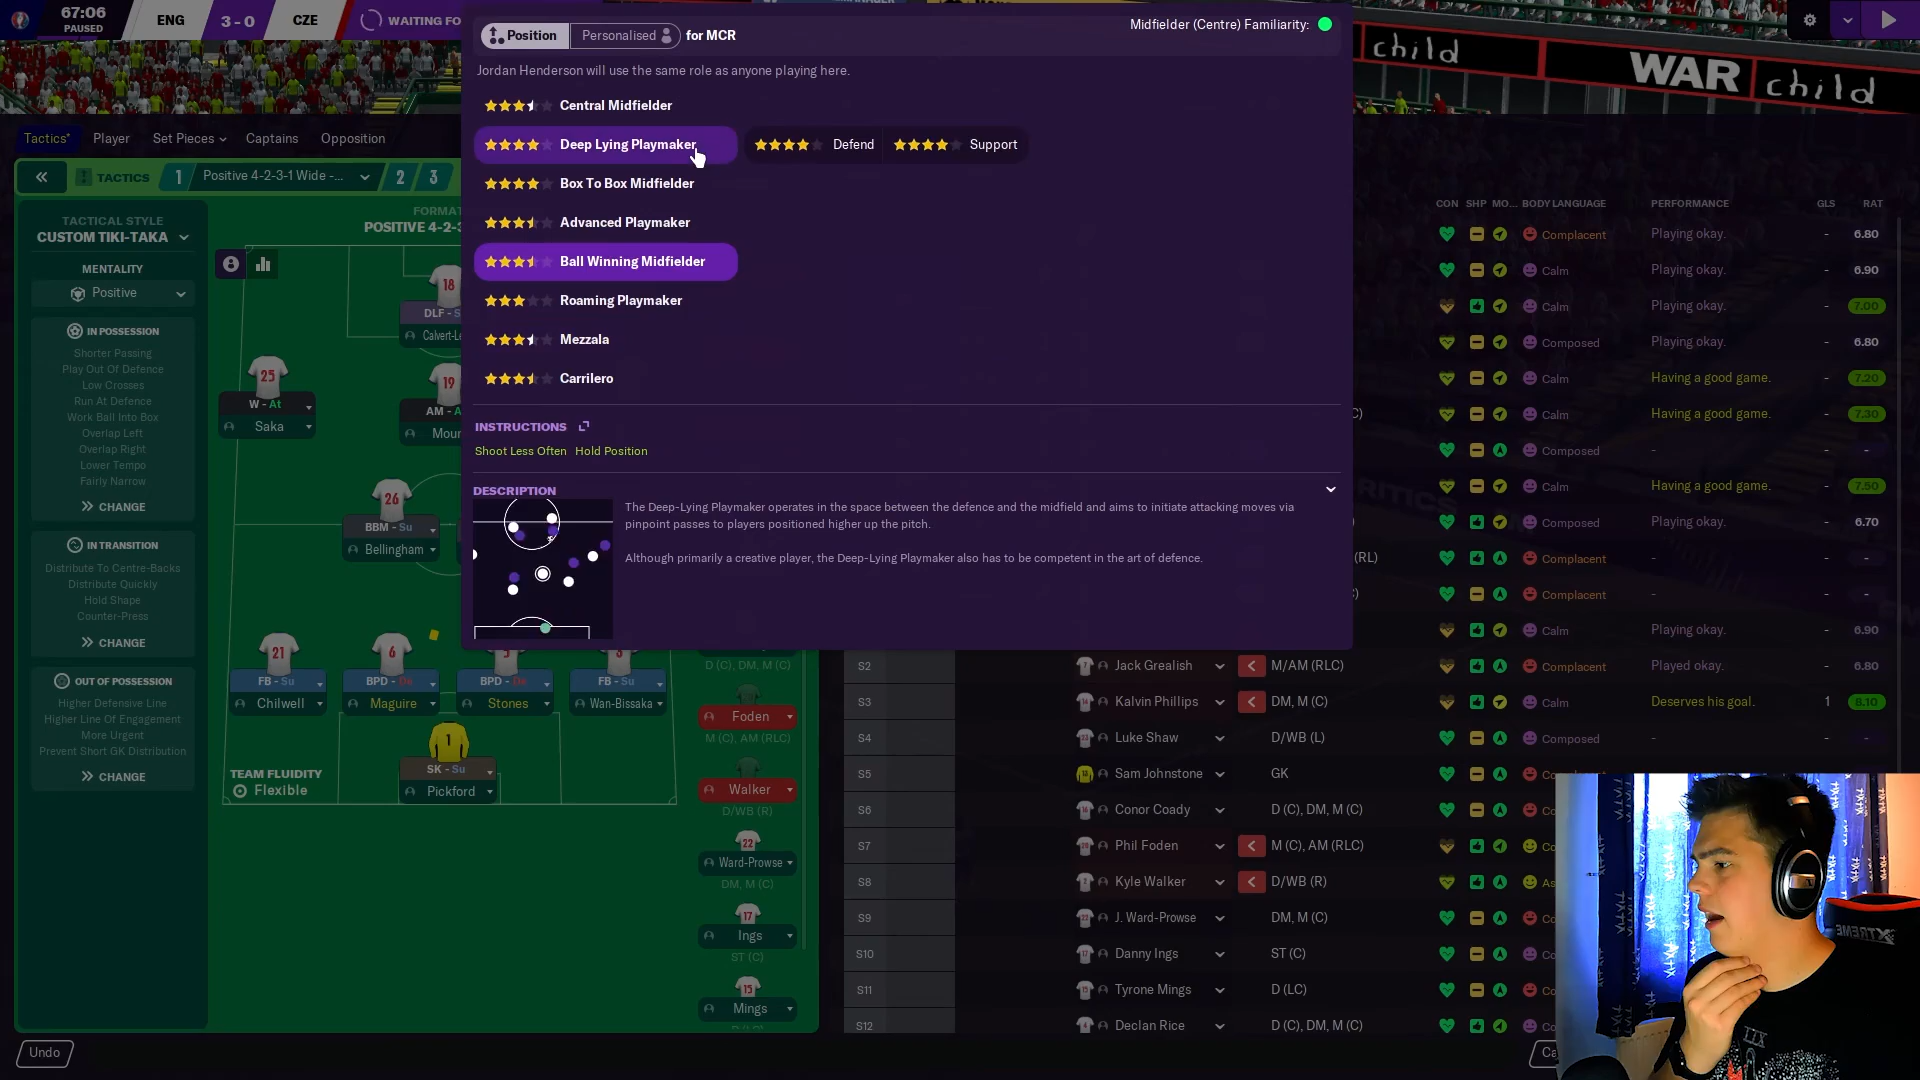 67:06
PAUSED
ENG
3 - 0
CZE
WAITING FO
Position
Personalised
for MCR
Midfielder (Centre) Familiarity:
Jordan Henderson will use the same role as anyone playing here.
Central Midfielder
Deep Lying Playmaker
Defend
Support
Box To Box Midfielder
Advanced Playmaker
Ball Winning Midfielder
Roaming Playmaker
Mezzala
Carrilero
INSTRUCTIONS
Shoot Less Often Hold Position
DESCRIPTION
The Deep-Lying Playmaker operates in the space between the defence and the midfield and aims to initiate attacking moves via
pinpoint passes to players positioned higher up the pitch.
Although primarily a creative player, the Deep-Lying Playmaker also has to be competent in the art of defence.
child
WAR
child
Tactics*
Player
Set Pieces
Captains
Opposition
TACTICS
1
Positive 4-2-3-1 Wide -...
2
3
TACTICAL STYLE
CUSTOM TIKI-TAKA
MENTALITY
Positive
IN POSSESSION
Shorter Passing
Play Out Of Defence
Low Crosses
Run At Defence
Work Ball Into Box
Overlap Left
Overlap Right
Lower Tempo
Fairly Narrow
CHANGE
IN TRANSITION
Distribute To Centre-Backs
Distribute Quickly
Hold Shape
Counter-Press
CHANGE
OUT OF POSSESSION
Higher Defensive Line
Higher Line Of Engagement
More Urgent
Prevent Short GK Distribution
CHANGE
FORMA
POSITIVE 4-2-3
18
DLF - S
Calvert-Le
25
W - At
Saka
19
AM - A
Moun
26
BBM - Su
Bellingham
21
FB - Su
Chilwell
6
BPD - De
Maguire
BPD - De
Stones
FB - Su
Wan-Bissaka
1
SK - Su
Pickford
TEAM FLUIDITY
Flexible
D (C), DM, M (C)
Foden
M (C), AM (RLC)
Walker
D/WB (R)
22
Ward-Prowse
DM, M (C)
17
Ings
ST (C)
15
Mings
CON SHP MO... BODY LANGUAGE PERFORMANCE GLS RAT
Complacent Playing okay. - 6.80
Calm Playing okay. - 6.90
Calm Playing okay. - 7.00
Composed Playing okay. - 6.80
Calm Having a good game. - 7.20
C) Calm Having a good game. - 7.30
Composed - - -
Calm Having a good game. - 7.50
Composed Playing okay. - 6.70
(RL) Complacent - - -
Complacent - - -
Calm Playing okay. - 6.90
S2 Jack Grealish M/AM (RLC) Complacent Played okay. - 6.80
S3 Kalvin Phillips DM, M (C) Calm Deserves his goal. 1 8.10
S4 Luke Shaw D/WB (L) Composed - - -
S5 Sam Johnstone GK Co
S6 Conor Coady D (C), DM, M (C) Co
S7 Phil Foden M (C), AM (RLC) Co
S8 Kyle Walker D/WB (R) As
S9 J. Ward-Prowse DM, M (C) Co
S10 Danny Ings ST (C) Co
S11 Tyrone Mings D (LC) Co
S12 Declan Rice D (C), DM, M (C) Co
Undo
Ca